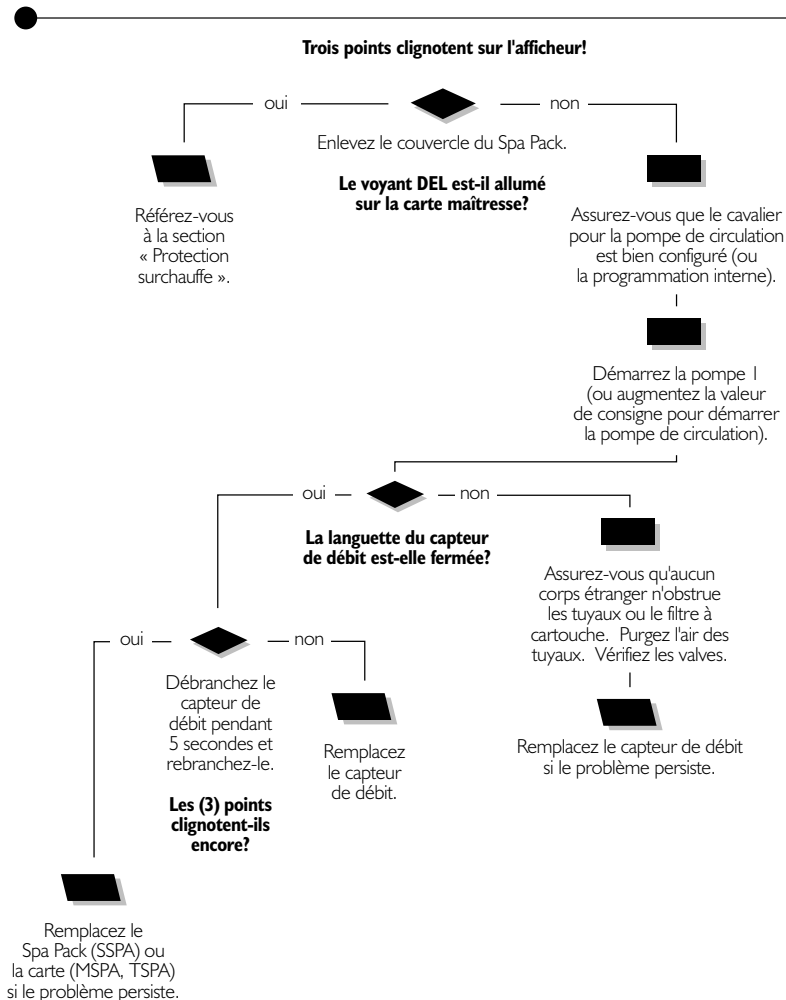 Trois points clignotent sur l'afficheur!
oui
non
Enlevez le couvercle du Spa Pack.
Le voyant DEL est-il allumé
sur la carte maîtresse?
Référez-vous
à la section
« Protection
surchauffe ».
Assurez-vous que le cavalier
pour la pompe de circulation
est bien configuré (ou
la programmation interne).
Démarrez la pompe 1
(ou augmentez la valeur
de consigne pour démarrer
la pompe de circulation).
oui
non
La languette du capteur
de débit est-elle fermée?
Assurez-vous qu'aucun
corps étranger n'obstrue
les tuyaux ou le filtre à
cartouche. Purgez l'air des
tuyaux. Vérifiez les valves.
Remplacez le capteur de débit
si le problème persiste.
oui
non
Débranchez le
capteur de
débit pendant
5 secondes et
rebranchez-le.
Les (3) points
clignotent-ils
encore?
Remplacez
le capteur
de débit.
Remplacez le
Spa Pack (SSPA) ou
la carte (MSPA, TSPA)
si le problème persiste.